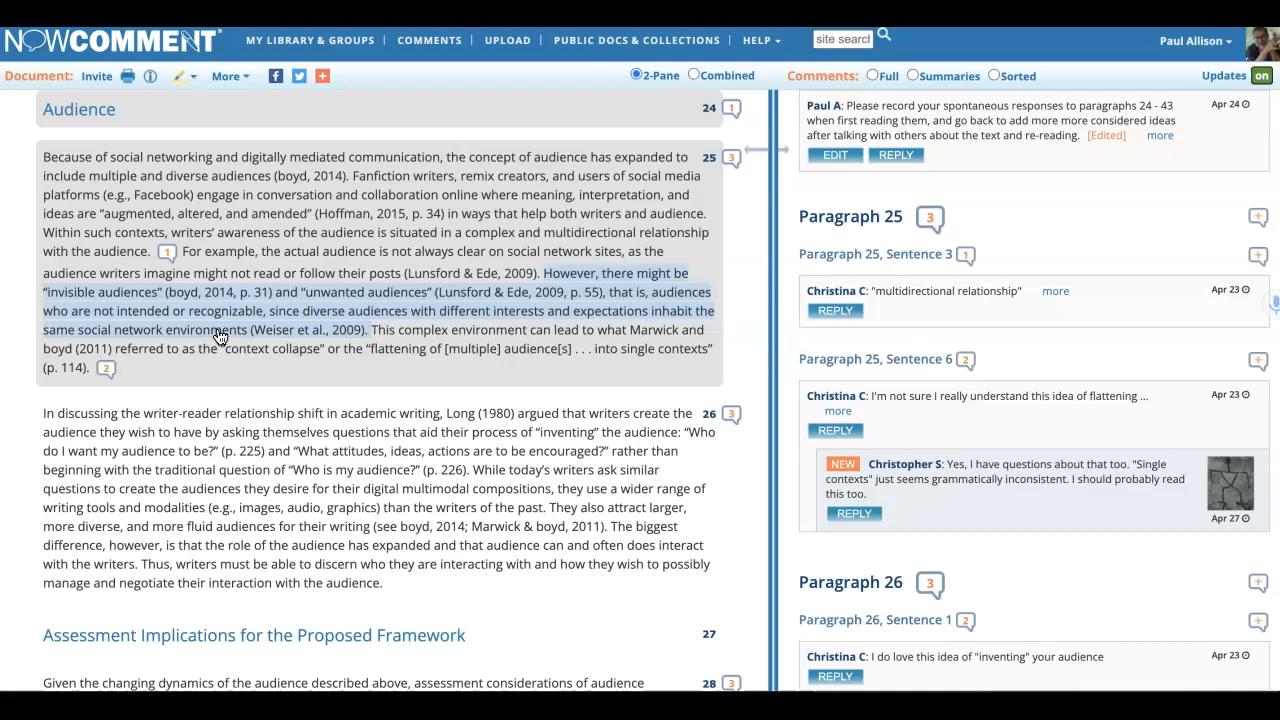 NOWCOMMENT®
MY LIBRARY & GROUPS | COMMENTS | UPLOAD | PUBLIC DOCS & COLLECTIONS | HELP
site search
Paul Allison
Document: Invite More
2-Pane Combined
Comments: Full Summaries Sorted
Updates on
Audience
24 1
Because of social networking and digitally mediated communication, the concept of audience has expanded to 25 3
include multiple and diverse audiences (boyd, 2014). Fanfiction writers, remix creators, and users of social media
platforms (e.g., Facebook) engage in conversation and collaboration online where meaning, interpretation, and
ideas are “augmented, altered, and amended” (Hoffman, 2015, p. 34) in ways that help both writers and audience.
Within such contexts, writers’ awareness of the audience is situated in a complex and multidirectional relationship
with the audience. 1 For example, the actual audience is not always clear on social network sites, as the
audience writers imagine might not read or follow their posts (Lunsford & Ede, 2009). However, there might be
“invisible audiences” (boyd, 2014, p. 31) and “unwanted audiences” (Lunsford & Ede, 2009, p. 55), that is, audiences
who are not intended or recognizable, since diverse audiences with different interests and expectations inhabit the
same social network environments (Weiser et al., 2009). This complex environment can lead to what Marwick and
boyd (2011) referred to as the “context collapse” or the “flattening of [multiple] audience[s] . . . into single contexts”
(p. 114). 2
In discussing the writer-reader relationship shift in academic writing, Long (1980) argued that writers create the 26 3
audience they wish to have by asking themselves questions that aid their process of “inventing” the audience: “Who
do I want my audience to be?” (p. 225) and “What attitudes, ideas, actions are to be encouraged?” rather than
beginning with the traditional question of “Who is my audience?” (p. 226). While today’s writers ask similar
questions to create the audiences they desire for their digital multimodal compositions, they use a wider range of
writing tools and modalities (e.g., images, audio, graphics) than the writers of the past. They also attract larger,
more diverse, and more fluid audiences for their writing (see boyd, 2014; Marwick & boyd, 2011). The biggest
difference, however, is that the role of the audience has expanded and that audience can and often does interact
with the writers. Thus, writers must be able to discern who they are interacting with and how they wish to possibly
manage and negotiate their interaction with the audience.
Assessment Implications for the Proposed Framework 27
Given the changing dynamics of the audience described above, assessment considerations of audience 28 3
Paul A: Please record your spontaneous responses to paragraphs 24 - 43 Apr 24
when first reading them, and go back to add more more considered ideas
after talking with others about the text and re-reading. [Edited] more
EDIT REPLY
Paragraph 25 3
Paragraph 25, Sentence 3 1
Christina C: "multidirectional relationship" more Apr 23
REPLY
Paragraph 25, Sentence 6 2
Christina C: I'm not sure I really understand this idea of flattening ... Apr 23
more
REPLY
NEW Christopher S: Yes, I have questions about that too. "Single
contexts" just seems grammatically inconsistent. I should probably read
this too.
REPLY
Apr 27
Paragraph 26 3
Paragraph 26, Sentence 1 2
Christina C: I do love this idea of "inventing" your audience Apr 23
REPLY